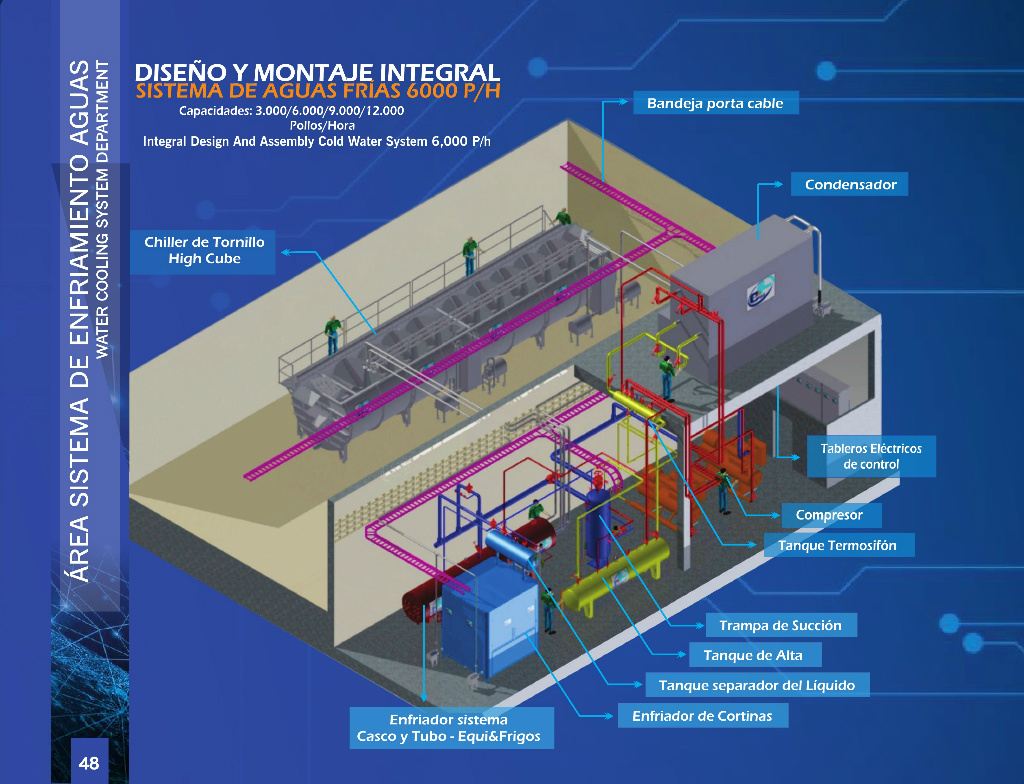 ÁREA SISTEMA DE ENFRIAMIENTO AGUAS
WATER COOLING SYSTEM DEPARTMENT
DISEÑO Y MONTAJE INTEGRAL
SISTEMA DE AGUAS FRÍAS 6000 P/H
Capacidades: 3.000/6.000/9.000/12.000
Pollos/Hora
Integral Design And Assembly Cold Water System 6,000 P/h
Bandeja porta cable
Condensador
Chiller de Tornillo
High Cube
Tableros Eléctricos
de control
Compresor
Tanque Termosifón
Trampa de Succión
Tanque de Alta
Tanque separador del Líquido
Enfriador de Cortinas
Enfriador sistema
Casco y Tubo - Equi&Frigos
48